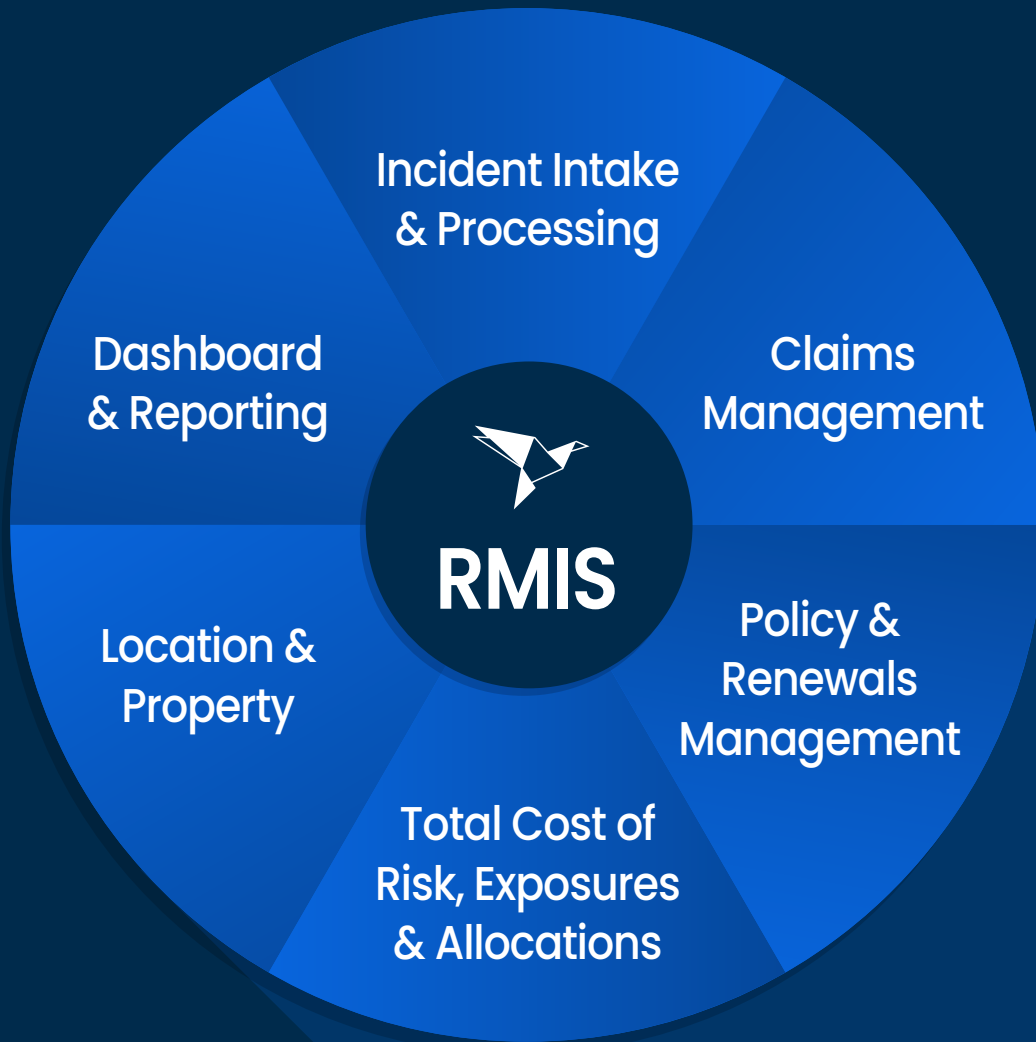 Incident Intake
& Processing
Claims
Management
Policy &
Renewals
Management
Total Cost of
Risk, Exposures
& Allocations
Location &
Property
Dashboard
& Reporting
RMIS